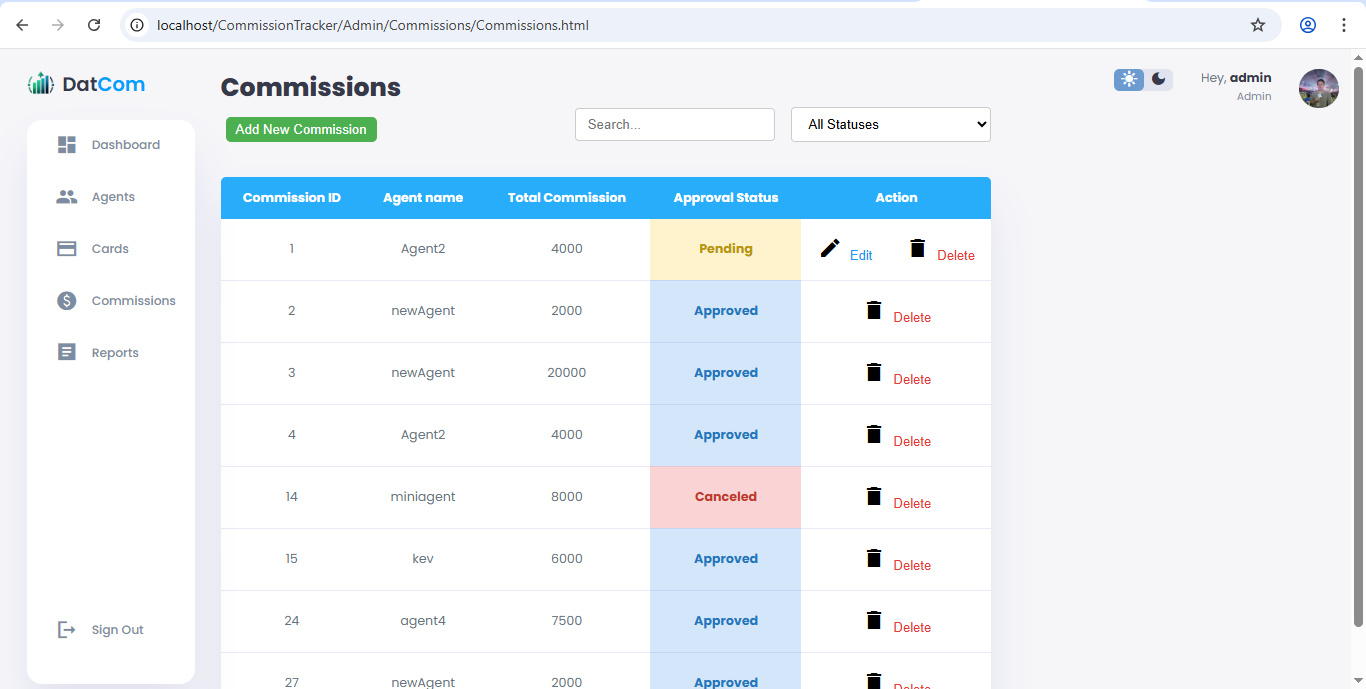 localhost/CommissionTracker/Admin/Commissions/Commissions.html
DatCom
Commissions
Hey, admin
Admin
Add New Commission
Search...
All Statuses
Dashboard
Agents
Cards
Commissions
Reports
Sign Out
Commission ID Agent name Total Commission Approval Status Action
1 Agent2 4000 Pending Edit Delete
2 newAgent 2000 Approved Delete
3 newAgent 20000 Approved Delete
4 Agent2 4000 Approved Delete
14 miniagent 8000 Canceled Delete
15 kev 6000 Approved Delete
24 agent4 7500 Approved Delete
27 newAgent 2000 Approved Delete